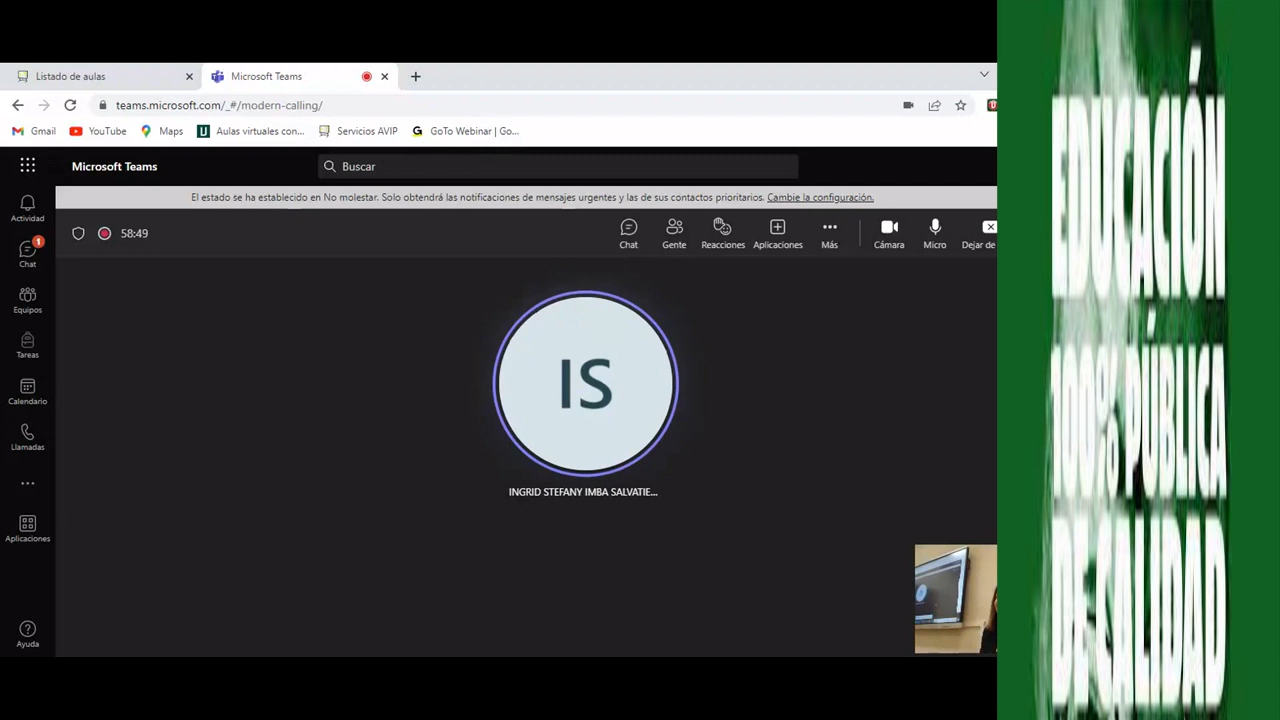 Listado de aulas
Microsoft Teams
teams.microsoft.com/_#/modern-calling/
Gmail
YouTube
Maps
Aulas virtuales con...
Servicios AVIP
GoTo Webinar | Go...
Microsoft Teams
Buscar
El estado se ha establecido en No molestar. Solo obtendrá las notificaciones de mensajes urgentes y las de sus contactos prioritarios. Cambie la configuración.
58:49
Chat
Gente
Reacciones
Aplicaciones
Más
Cámara
Micro
Dejar de
Actividad
1
Chat
Equipos
Tareas
Calendario
Llamadas
Aplicaciones
Ayuda
IS
INGRID STEFANY IMBA SALVATIE...
EDUCACIÓN
100% PÚBLICA
DE CALIDAD